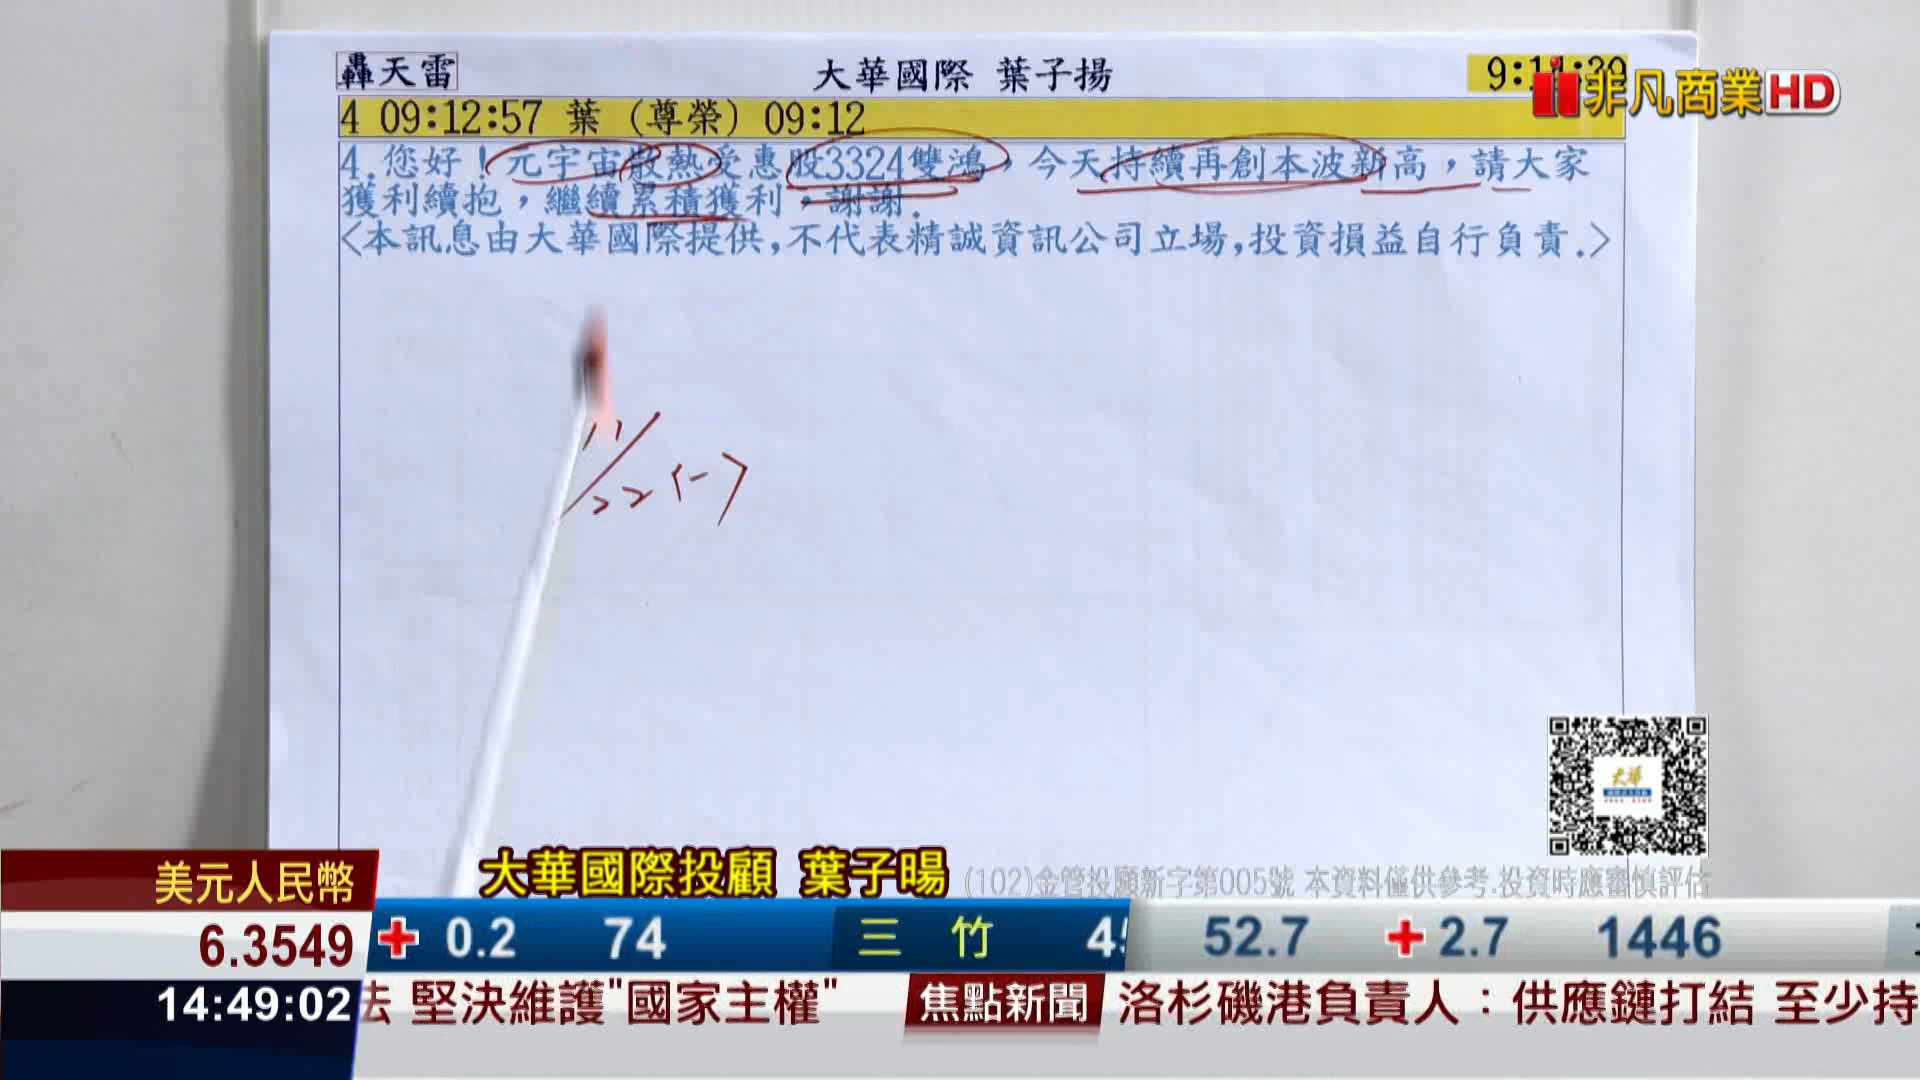 轟天雷 大華國際 葉子揚
非凡商業HD
4 09:12:57 葉 (尊榮) 09:12
4.您好!元宇宙散熱受惠股3324雙鴻,今天持續再創本波新高,請大家
獲利續抱,繼續累積獲利,謝謝.
<本訊息由大華國際提供,不代表精誠資訊公司立場,投資損益自行負責.>
11/22(一)
大華
大華國際投顧 葉子暘 (102)金管投顧新字第005號 本資料僅供參考.投資時應審慎評估
美元人民幣
6.3549 +0.2 74 三竹 52.7 +2.7 1446
14:49:02 法 堅決維護"國家主權" 焦點新聞 洛杉磯港負責人：供應鏈打結 至少持